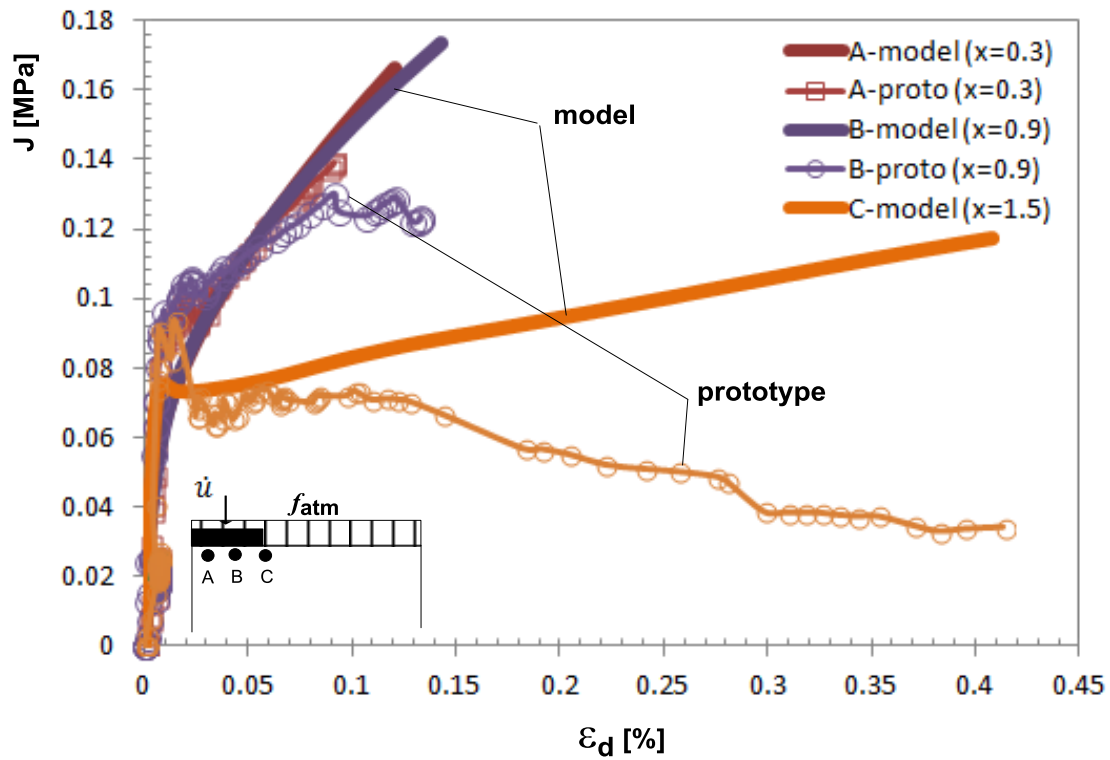 0.18
0.16
0.14
0.12
0.1
0.08
0.06
0.04
0.02
0
J [MPa]
A-model (x=0.3)
A-proto (x=0.3)
B-model (x=0.9)
B-proto (x=0.9)
C-model (x=1.5)
model
prototype
u̇
fatm
A B C
0 0.05 0.1 0.15 0.2 0.25 0.3 0.35 0.4 0.45
εd [%]